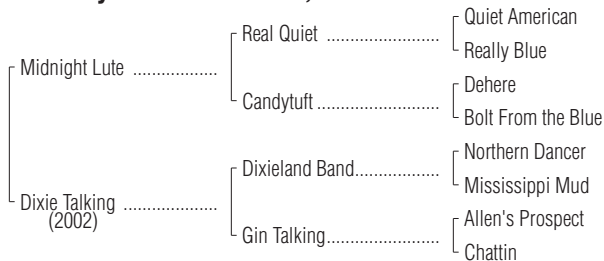 Quiet American
Real Quiet ....................
Really Blue
Midnight Lute ...............
Dehere
Candytuft .....................
Bolt From the Blue
Northern Dancer
Dixieland Band...............
Mississippi Mud
Dixie Talking ................
(2002)
Allen's Prospect
Gin Talking....................
Chattin